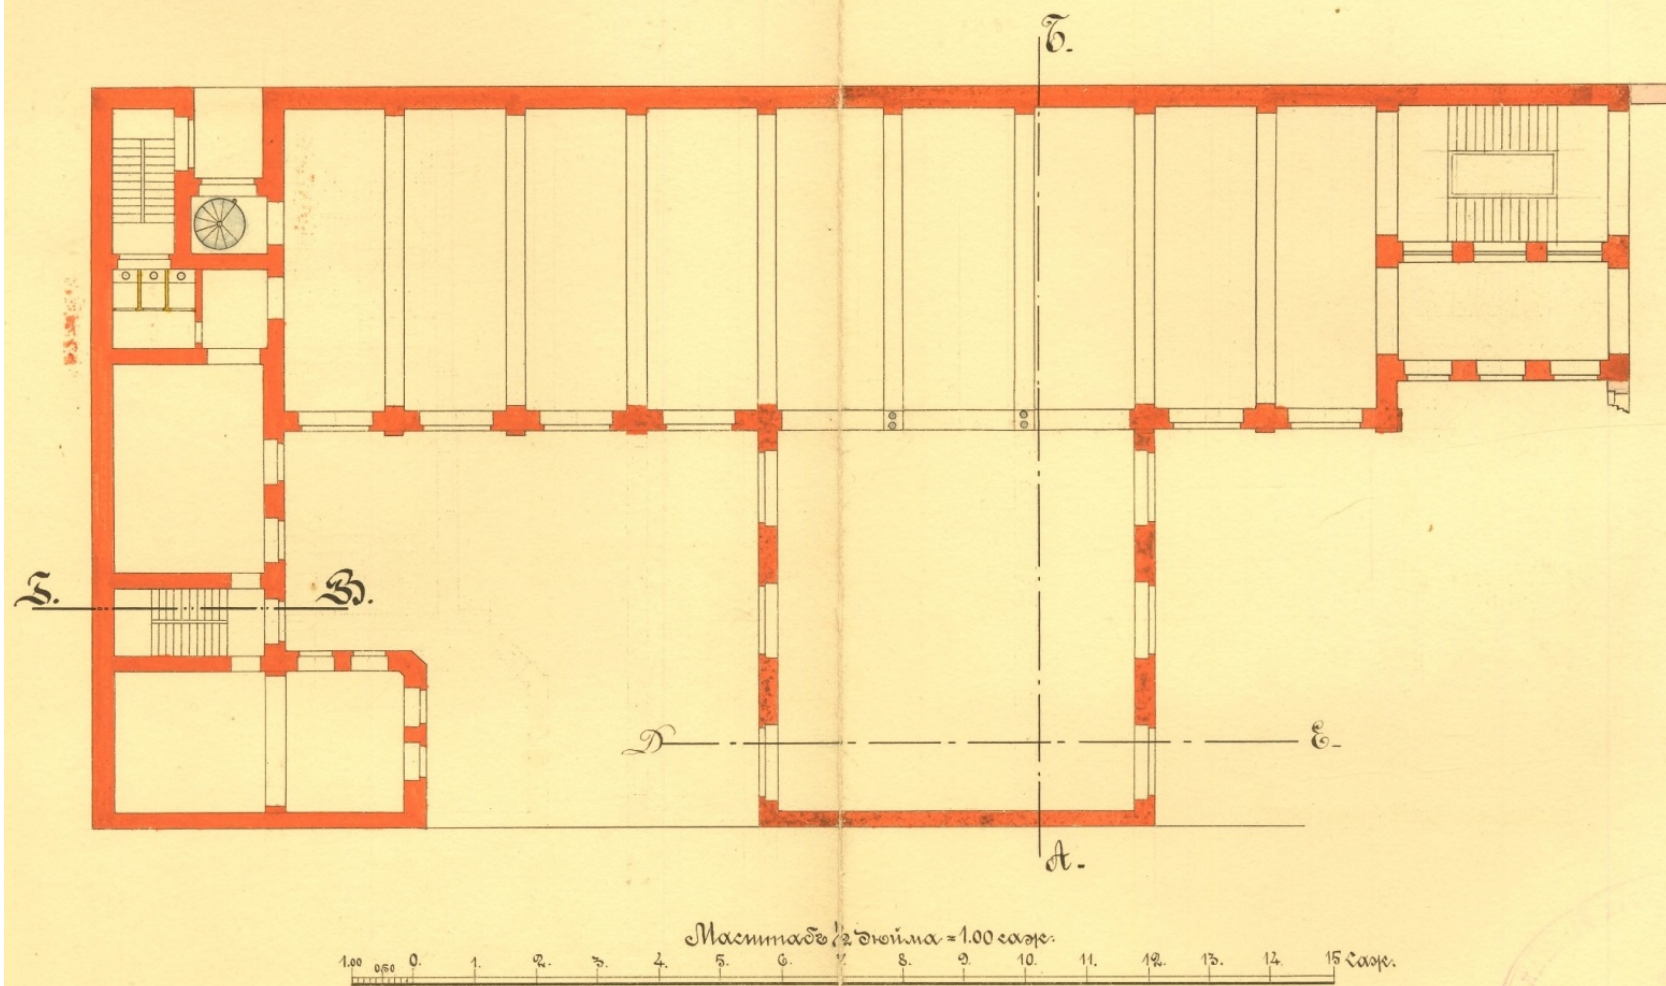 Б.
Г. В.
D E.
А.
Масштабъ 1/2 дюйма = 1.00 саж.
1.00 0,50 0. 1. 2. 3. 4. 5. 6. 7. 8. 9. 10. 11. 12. 13. 14. 15 саж.